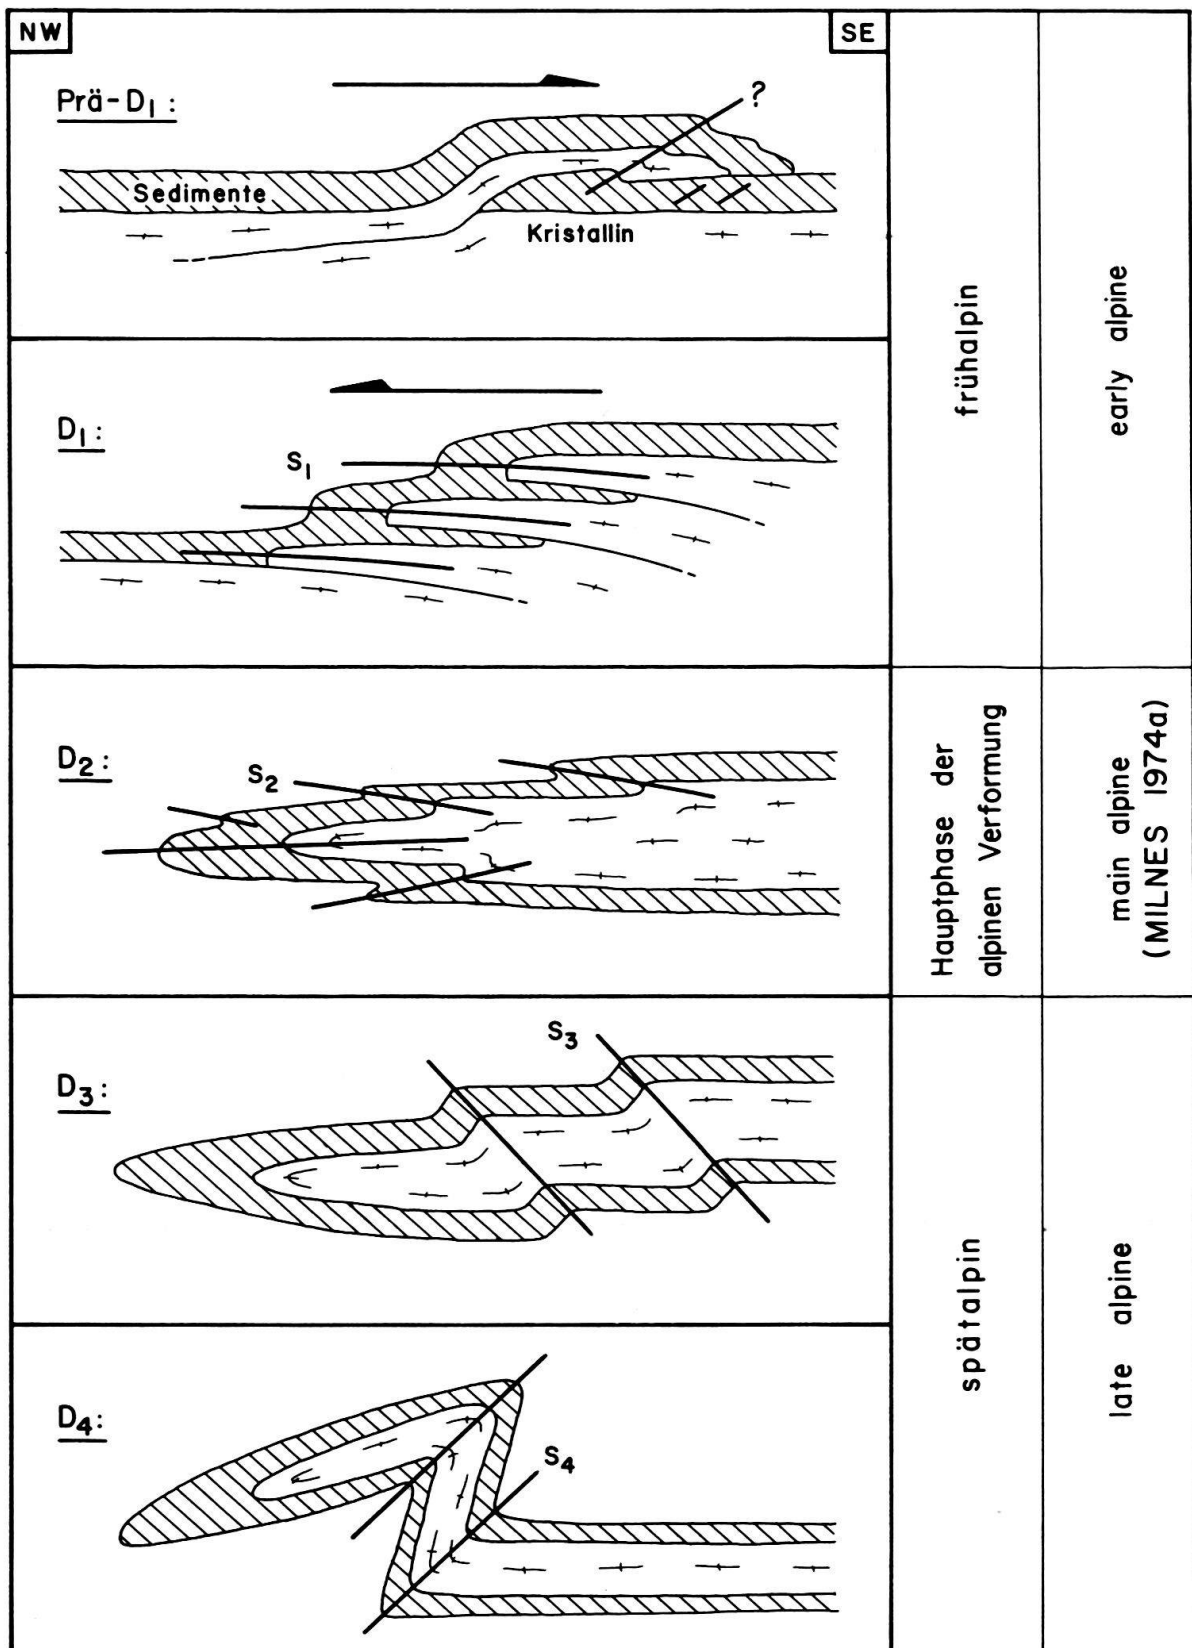 NW
SE
Prä-D₁:
?
Sedimente
Kristallin
D₁:
S₁
frühalpin
early alpine
D₂:
S₂
Hauptphase der
alpinen Verformung
main alpine
(MILNES 1974a)
D₃:
S₃
D₄:
S₄
spätalpin
late alpine